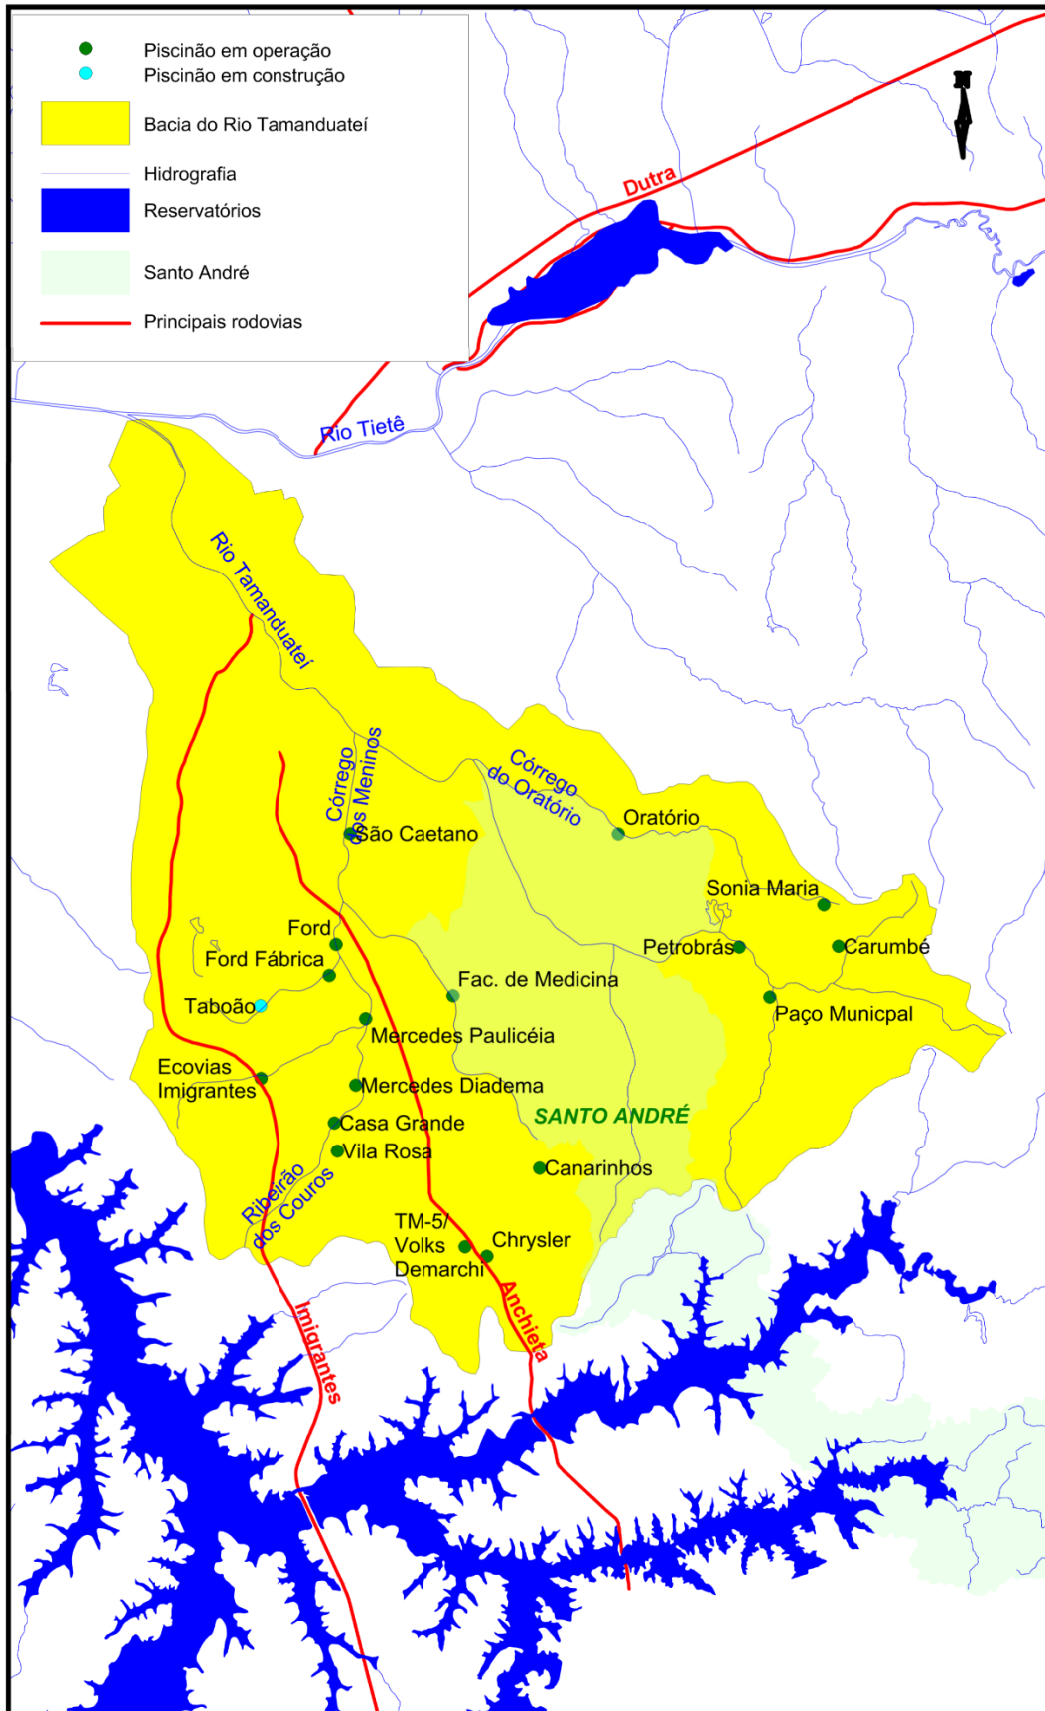 Piscinão em operação
Piscinão em construção
Bacia do Rio Tamanduateí
Hidrografia
Reservatórios
Santo André
Principais rodovias
N
Dutra
Rio Tietê
Rio Tamanduateí
Córrego
dos Meninos
Córrego
do Oratório
São Caetano
Oratório
Sonia Maria
Ford
Petrobrás
Carumbé
Ford Fábrica
Fac. de Medicina
Taboão
Paço Municpal
Mercedes Paulicéia
Ecovias
Imigrantes
Mercedes Diadema
SANTO ANDRÉ
Casa Grande
Vila Rosa
Canarinhos
Ribeirão
dos Couros
TM-5/
Volks
Demarchi
Chrysler
Anchieta
Imigrantes